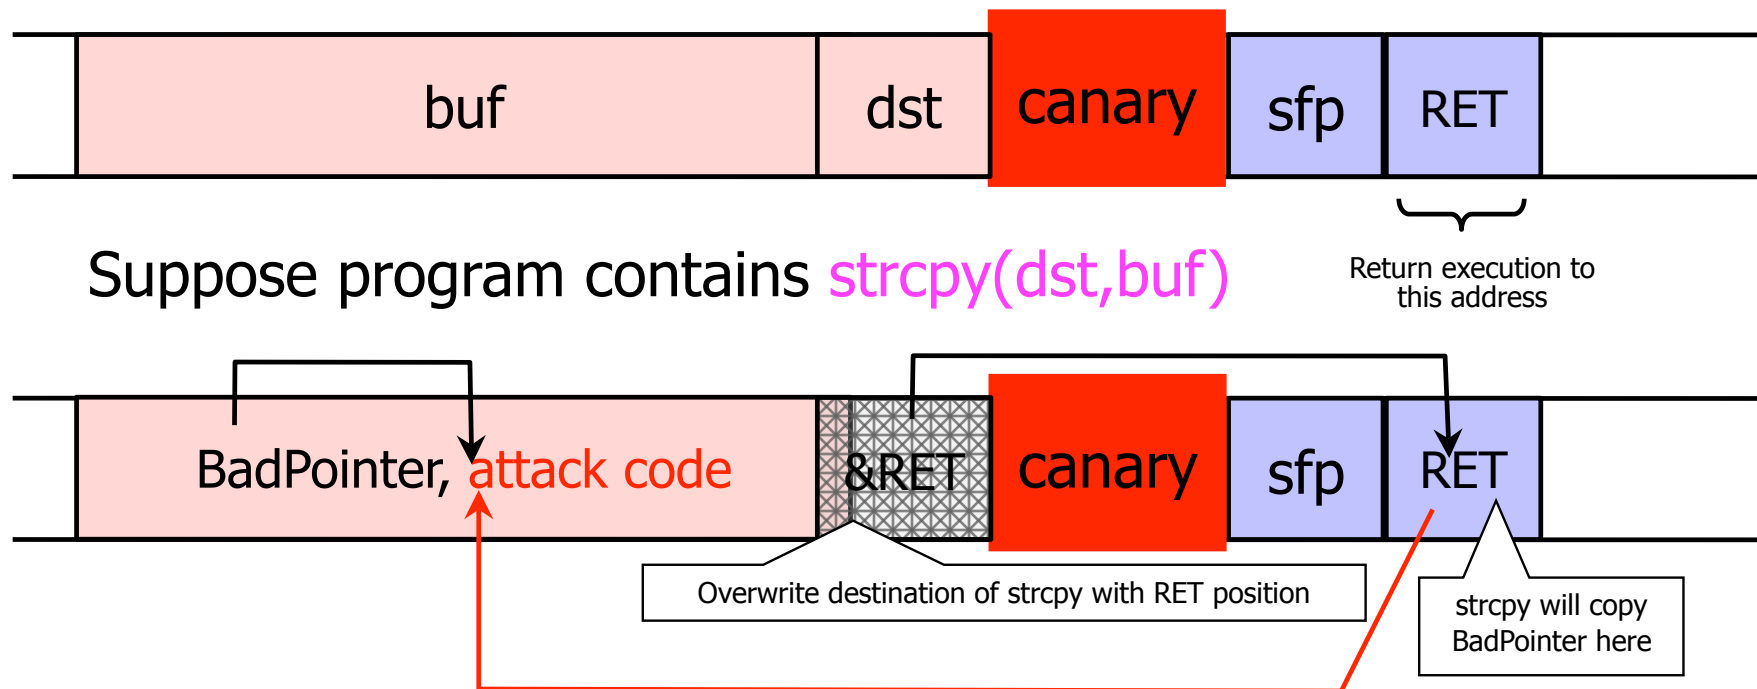 buf
dst
canary
sfp
RET
Suppose program contains strcpy(dst,buf)
Return execution to
this address
BadPointer, attack code
&RET
canary
sfp
RET
Overwrite destination of strcpy with RET position
strcpy will copy
BadPointer here